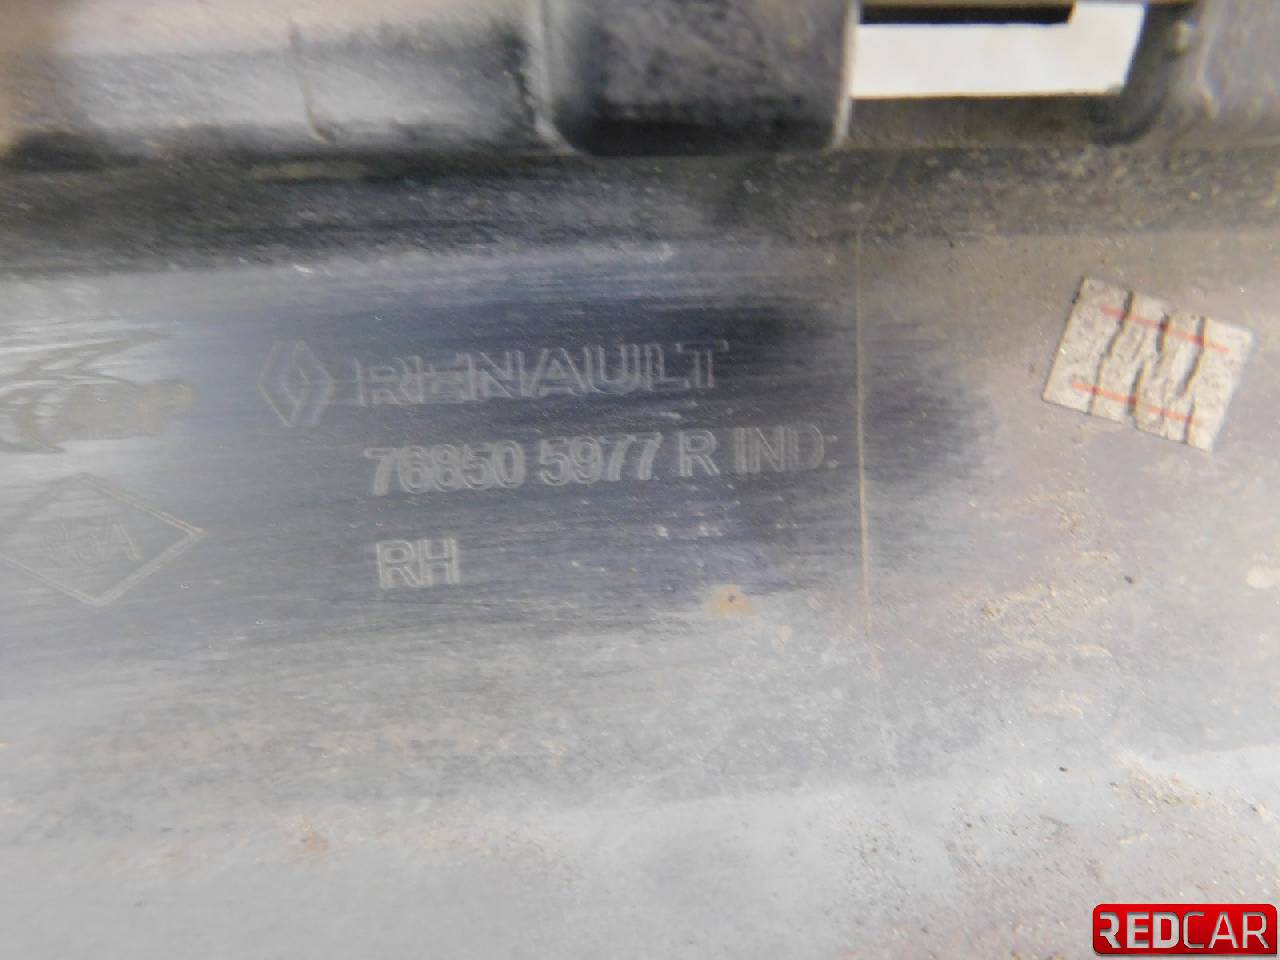 RENAULT
76850 5977 R IND:
RH
REDCAR